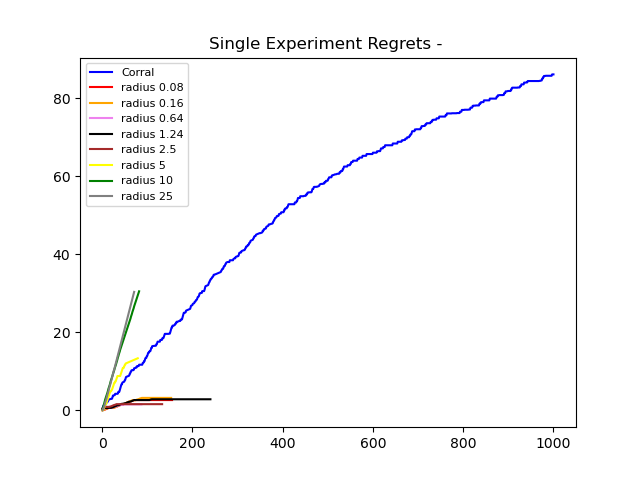 Single Experiment Regrets -
Corral
radius 0.08
radius 0.16
radius 0.64
radius 1.24
radius 2.5
radius 5
radius 10
radius 25
80
60
40
20
0
0 200 400 600 800 1000